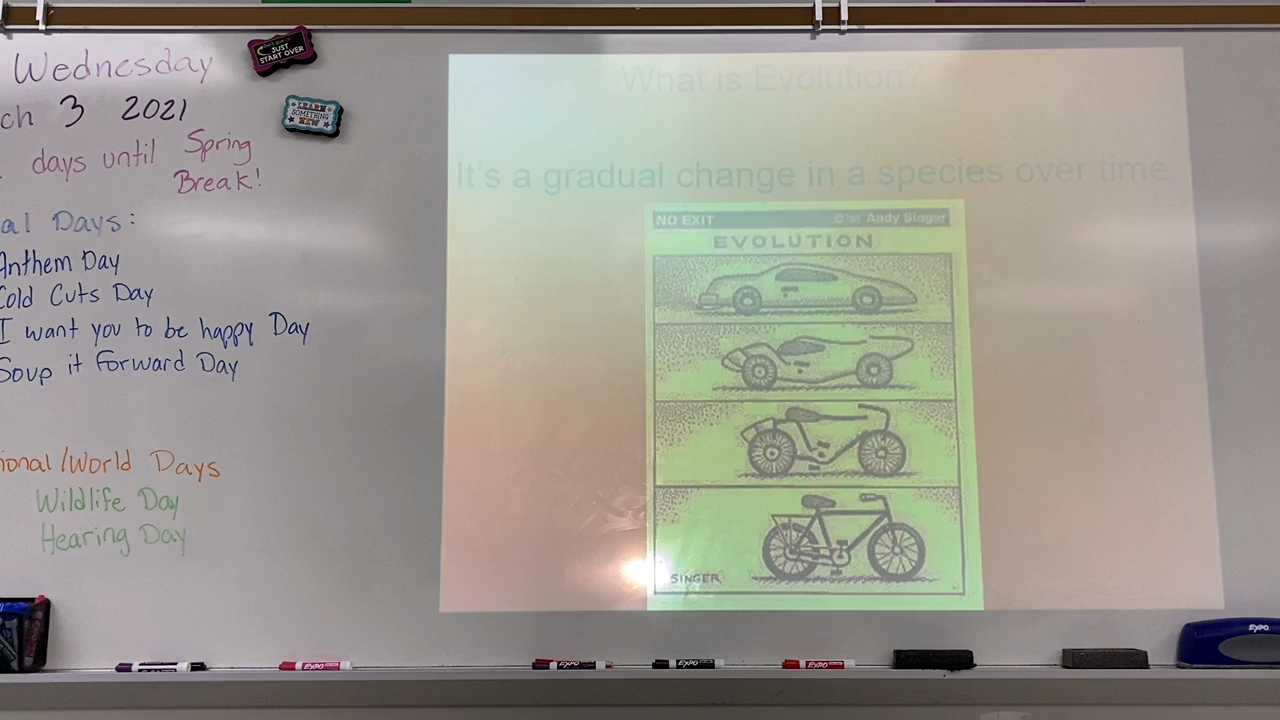 Wednesday
ch 3 2021
days until Spring
Break!
al Days:
Anthem Day
Cold Cuts Day
I want you to be happy Day
Soup it Forward Day
ional/World Days
Wildlife Day
Hearing Day
JUST
START OVER
LEARN
SOMETHING
NEW
What is Evolution?
It's a gradual change in a species over time.
NO EXIT Andy Singer
EVOLUTION
SINGER
EXPO
EXPO
EXPO
EXPO
EXPO